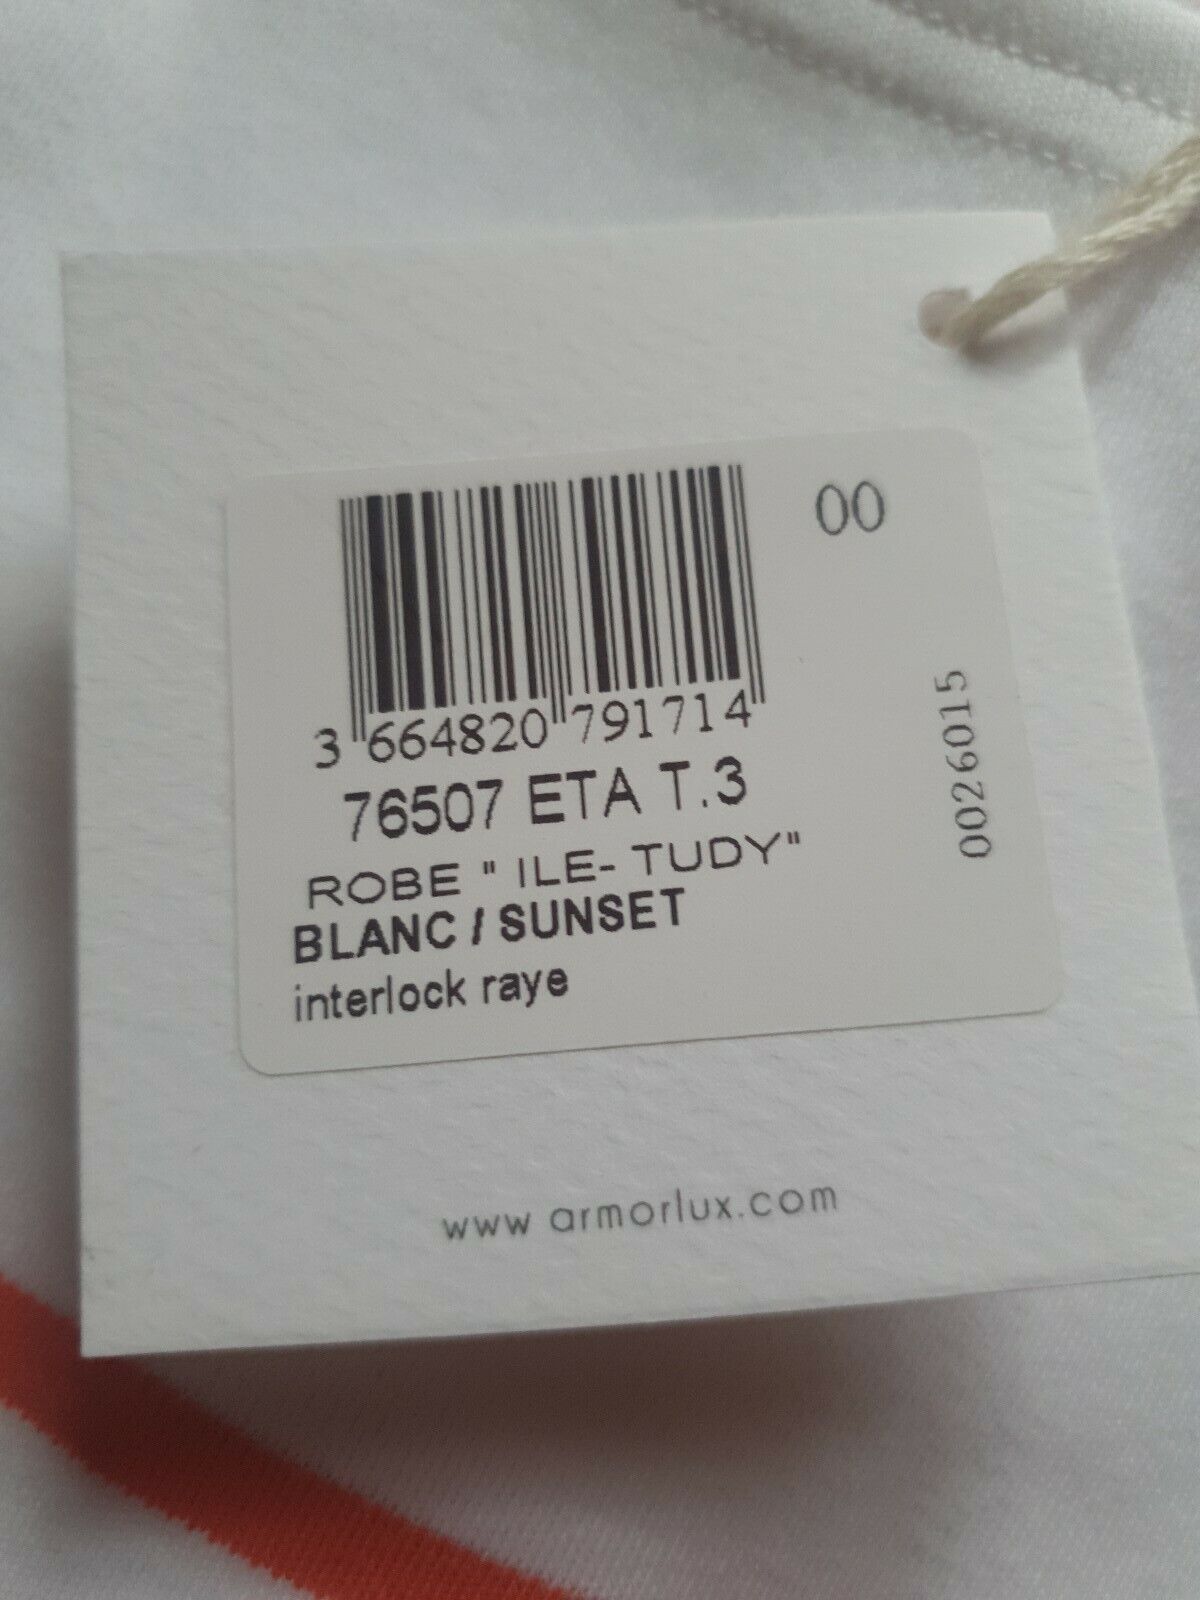 00
3 664820 791714
0026015
76507 ETA T.3
ROBE " ILE- TUDY"
BLANC / SUNSET
interlock raye
www armorlux.com